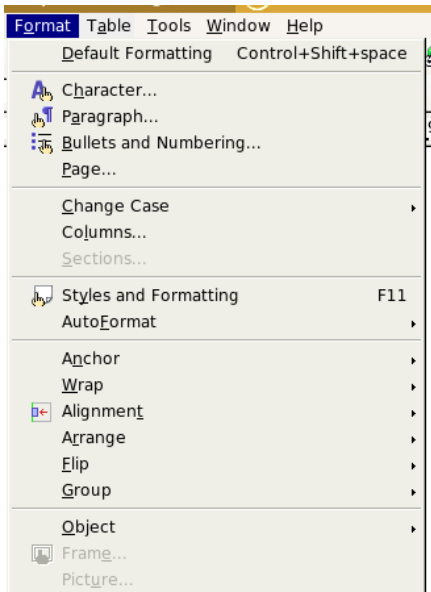 Format Table Tools Window Help
Default Formatting Control+Shift+space
Character...
Paragraph...
Bullets and Numbering...
Page...
Change Case
Columns...
Sections...
Styles and Formatting F11
AutoFormat
Anchor
Wrap
Alignment
Arrange
Flip
Group
Object
Frame...
Picture...